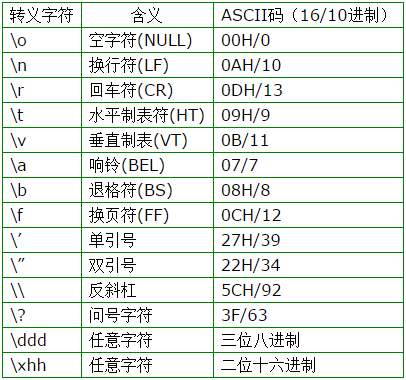 转义字符 含义 ASCII码（16/10进制）
\o 空字符(NULL) 00H/0
\n 换行符(LF) 0AH/10
\r 回车符(CR) 0DH/13
\t 水平制表符(HT) 09H/9
\v 垂直制表(VT) 0B/11
\a 响铃(BEL) 07/7
\b 退格符(BS) 08H/8
\f 换页符(FF) 0CH/12
\’ 单引号 27H/39
\” 双引号 22H/34
\\ 反斜杠 5CH/92
\? 问号字符 3F/63
\ddd 任意字符 三位八进制
\xhh 任意字符 二位十六进制